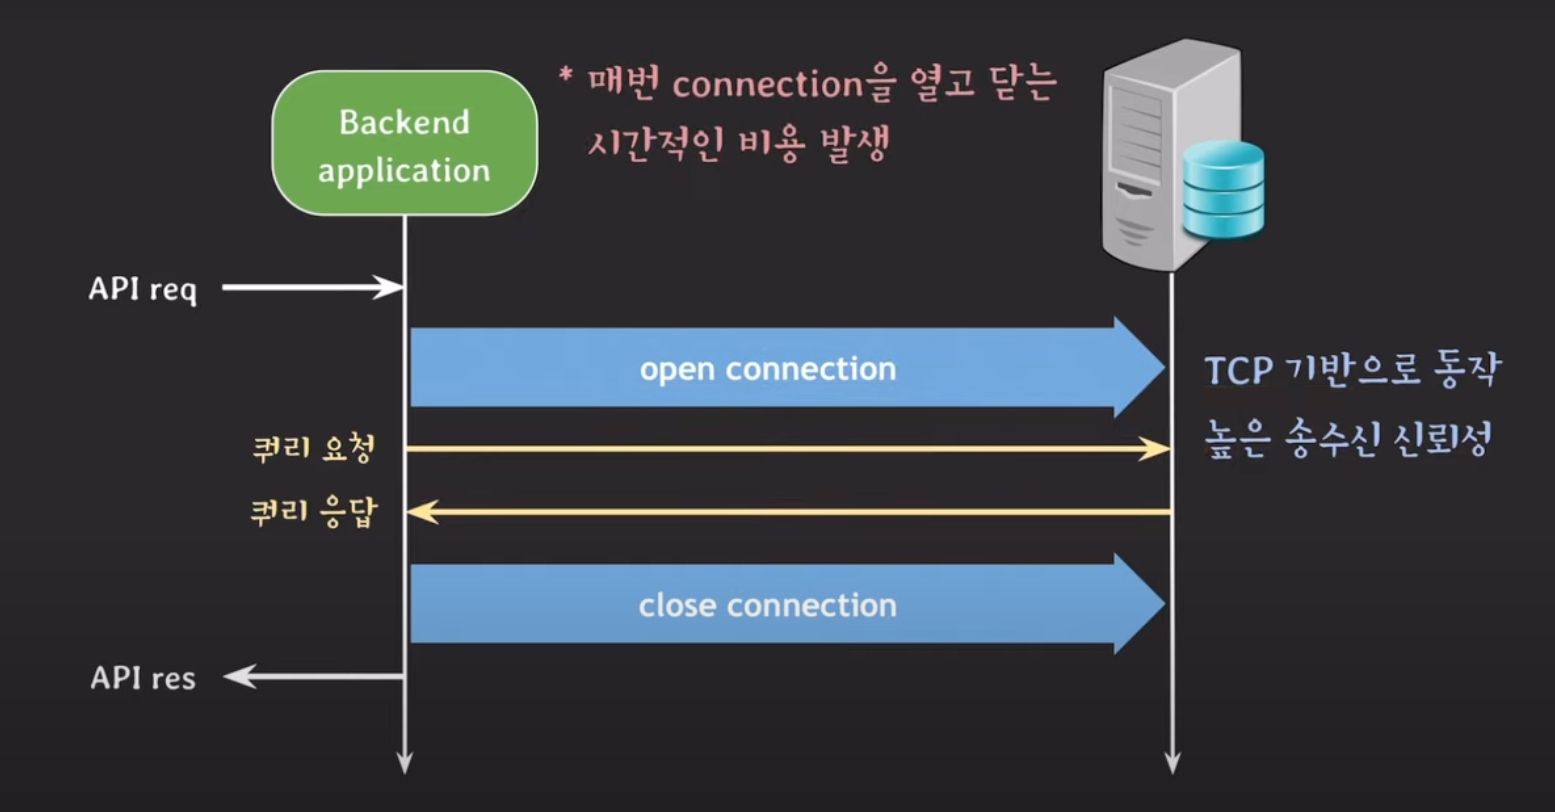 Backend
application
* 매번 connection을 열고 닫는
시간적인 비용 발생
API req
open connection
TCP 기반으로 동작
높은 송수신 신뢰성
쿼리 요청
쿼리 응답
close connection
API res